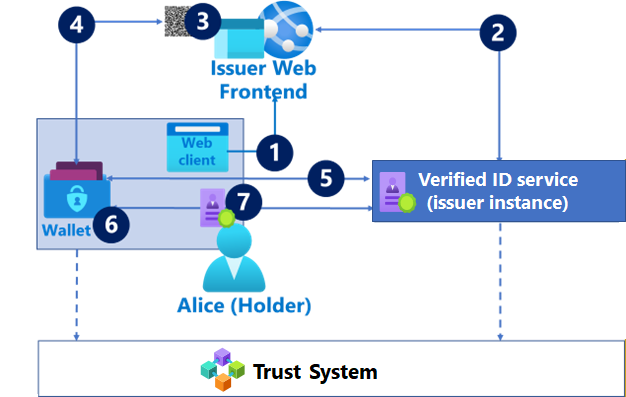 4
3
2
Issuer Web
Frontend
Web
client
1
5
Verified ID service
(issuer instance)
7
6
Wallet
Alice (Holder)
Trust System